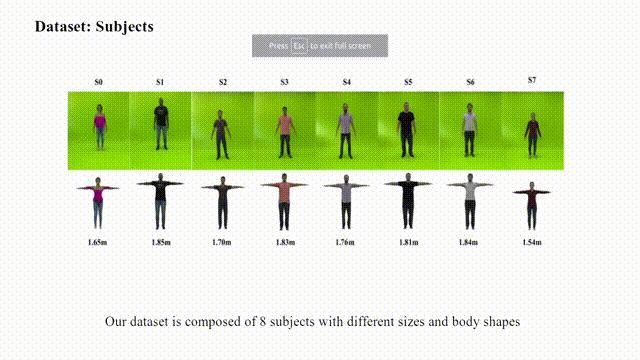 Dataset: Subjects
Press Esc to exit full screen
S0 S1 S2 S3 S4 S5 S6 S7
1.65m 1.85m 1.70m 1.83m 1.76m 1.81m 1.84m 1.54m
Our dataset is composed of 8 subjects with different sizes and body shapes